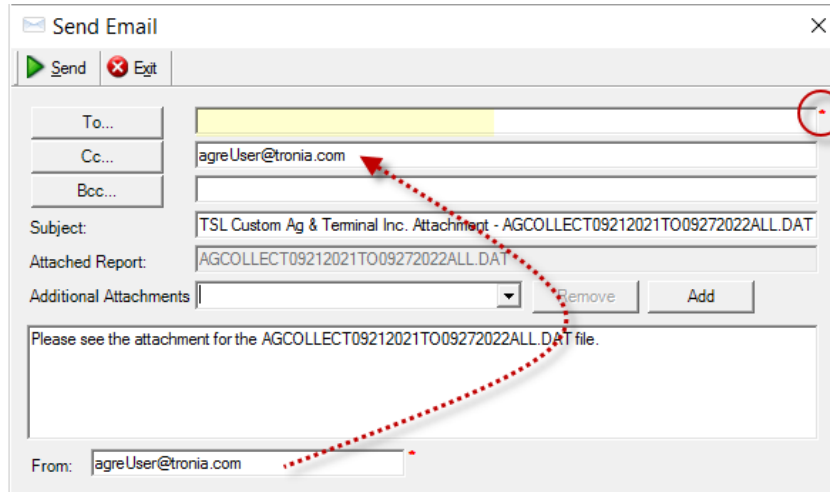 Send Email
Send Exit
To... *
Cc... agreUser@tronia.com
Bcc...
Subject: TSL Custom Ag & Terminal Inc. Attachment - AGCOLLECT09212021TO09272022ALL.DAT
Attached Report: AGCOLLECT09212021TO09272022ALL.DAT
Additional Attachments Remove Add
Please see the attachment for the AGCOLLECT09212021TO09272022ALL.DAT file.
From: agreUser@tronia.com *